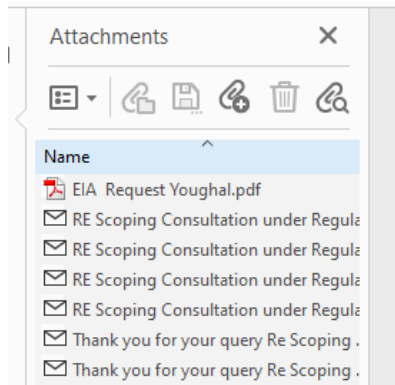 Attachments
Name
EIA Request Youghal.pdf
RE Scoping Consultation under Regula
RE Scoping Consultation under Regula
RE Scoping Consultation under Regula
RE Scoping Consultation under Regula
Thank you for your query Re Scoping .
Thank you for your query Re Scoping .